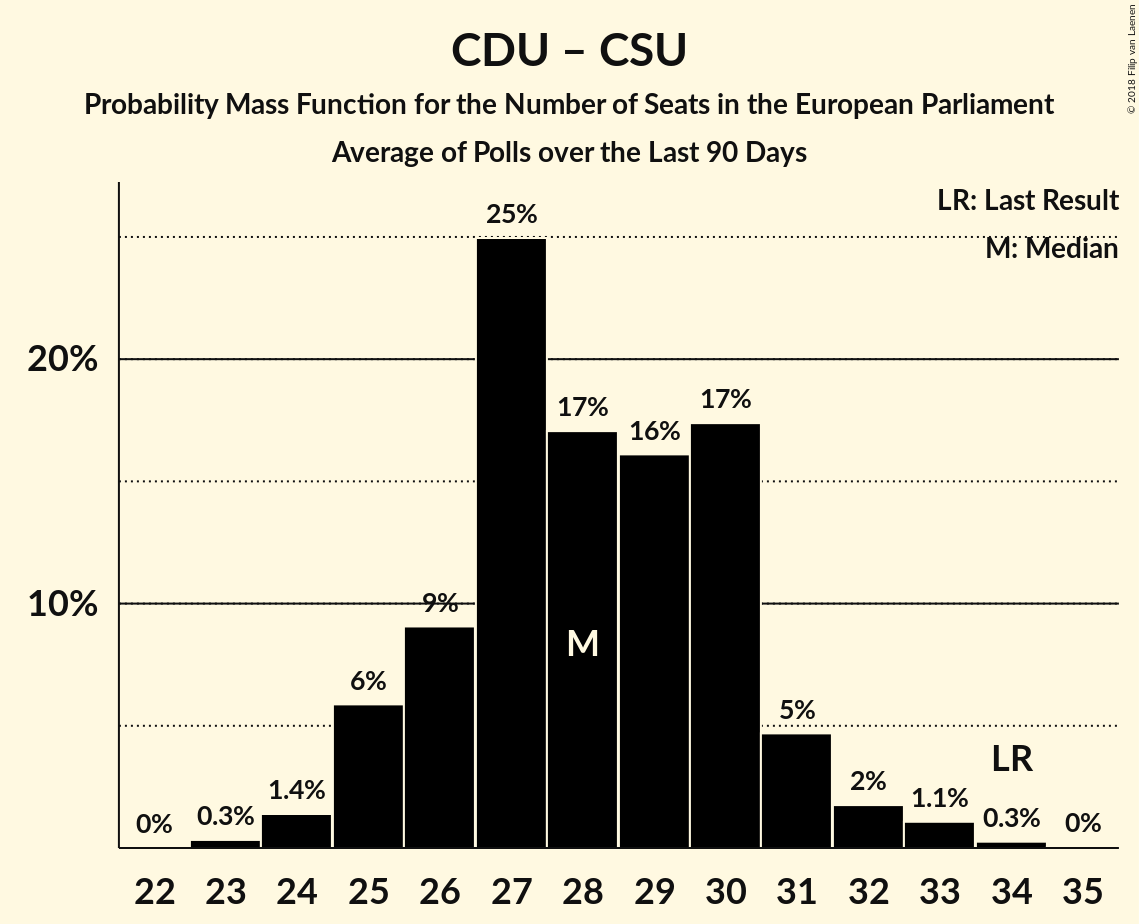 CDU – CSU
Probability Mass Function for the Number of Seats in the European Parliament
Average of Polls over the Last 90 Days
© 2018 Filip van Laenen
LR: Last Result
M: Median
25%
20%
17%
16%
17%
10%
9%
M
6%
5%
LR
1.4%
2%
1.1%
0%
0.3%
0.3%
0%
22 23 24 25 26 27 28 29 30 31 32 33 34 35